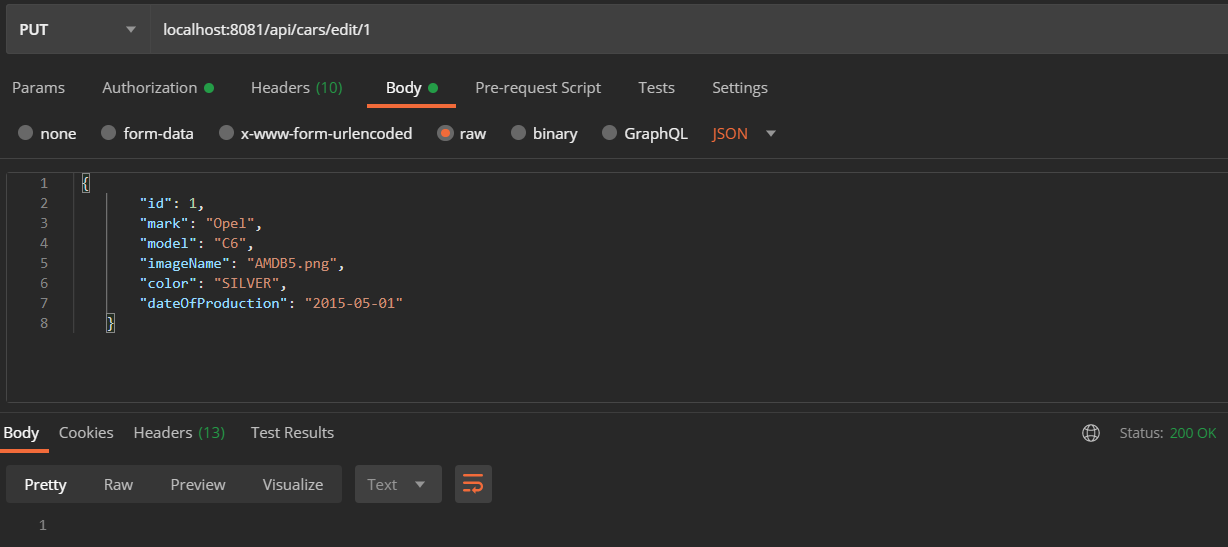 PUT localhost:8081/api/cars/edit/1
Params Authorization Headers (10) Body Pre-request Script Tests Settings
none form-data x-www-form-urlencoded raw binary GraphQL JSON
1 {
2 "id": 1,
3 "mark": "Opel",
4 "model": "C6",
5 "imageName": "AMDB5.png",
6 "color": "SILVER",
7 "dateOfProduction": "2015-05-01"
8 }
Body Cookies Headers (13) Test Results Status: 200 OK
Pretty Raw Preview Visualize Text
1